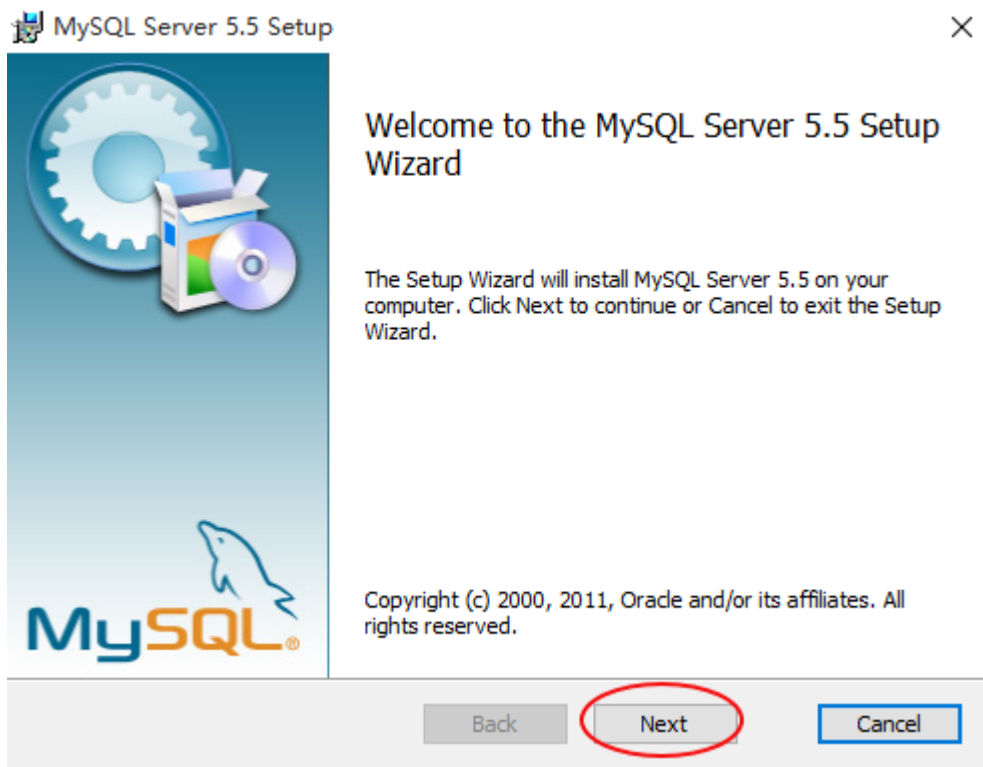 MySQL Server 5.5 Setup
Welcome to the MySQL Server 5.5 Setup
Wizard
The Setup Wizard will install MySQL Server 5.5 on your
computer. Click Next to continue or Cancel to exit the Setup
Wizard.
Copyright (c) 2000, 2011, Oracle and/or its affiliates. All
rights reserved.
MySQL®
Back Next Cancel